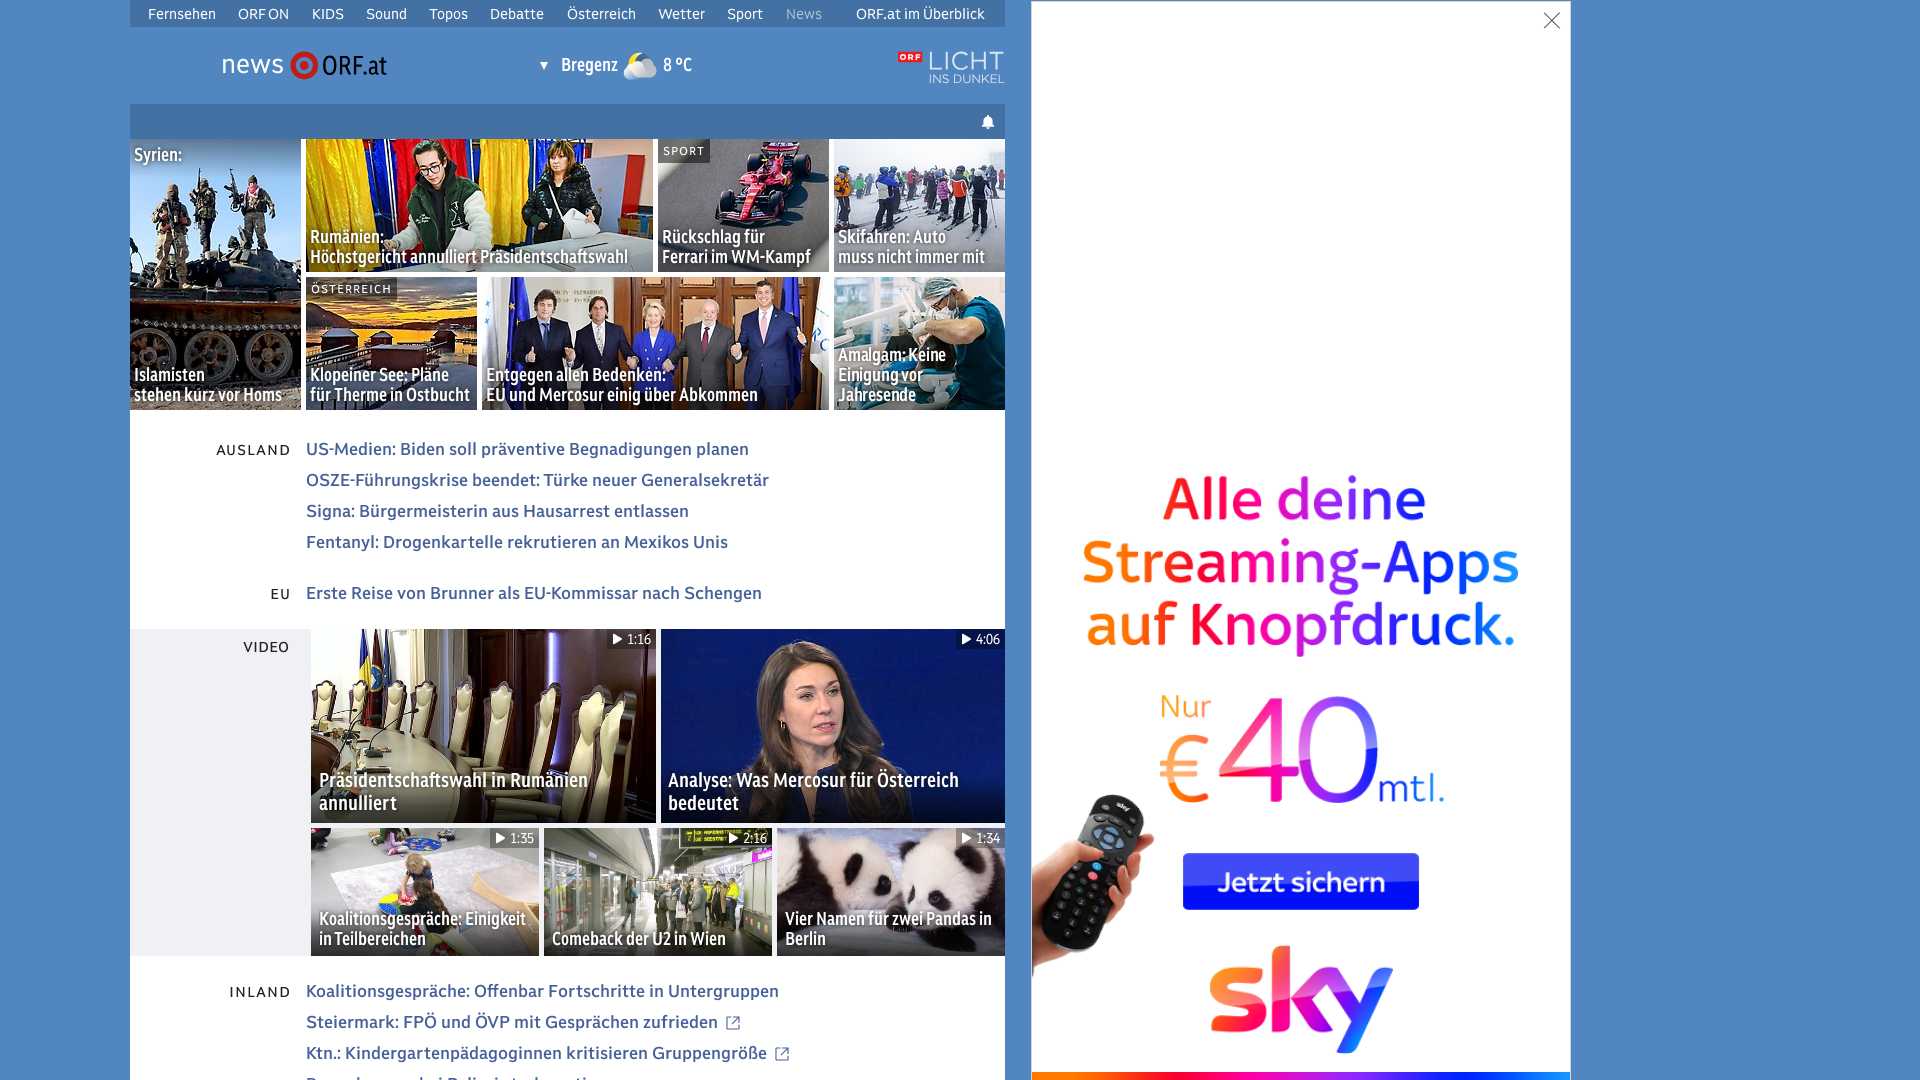 Fernsehen ORF ON KIDS Sound Topos Debatte Österreich Wetter Sport News ORF.at im Überblick
news ORF.at
▼ Bregenz 8 °C
ORF LICHT
INS DUNKEL
Syrien:
Islamisten
stehen kurz vor Homs
Rumänien:
Höchstgericht annulliert Präsidentschaftswahl
SPORT
Rückschlag für
Ferrari im WM-Kampf
Skifahren: Auto
muss nicht immer mit
ÖSTERREICH
Klopeiner See: Pläne
für Therme in Ostbucht
Entgegen allen Bedenken:
EU und Mercosur einig über Abkommen
Amalgam: Keine
Einigung vor
Jahresende
AUSLAND
US-Medien: Biden soll präventive Begnadigungen planen
OSZE-Führungskrise beendet: Türke neuer Generalsekretär
Signa: Bürgermeisterin aus Hausarrest entlassen
Fentanyl: Drogenkartelle rekrutieren an Mexikos Unis
EU
Erste Reise von Brunner als EU-Kommissar nach Schengen
VIDEO
1:16
Präsidentschaftswahl in Rumänien
annulliert
4:06
Analyse: Was Mercosur für Österreich
bedeutet
1:35
Koalitionsgespräche: Einigkeit
in Teilbereichen
2:16
Comeback der U2 in Wien
1:34
Vier Namen für zwei Pandas in
Berlin
INLAND
Koalitionsgespräche: Offenbar Fortschritte in Untergruppen
Steiermark: FPÖ und ÖVP mit Gesprächen zufrieden
Ktn.: Kindergartenpädagoginnen kritisieren Gruppengröße
Alle deine
Streaming-Apps
auf Knopfdruck.
Nur
€40 mtl.
sky
Jetzt sichern
sky